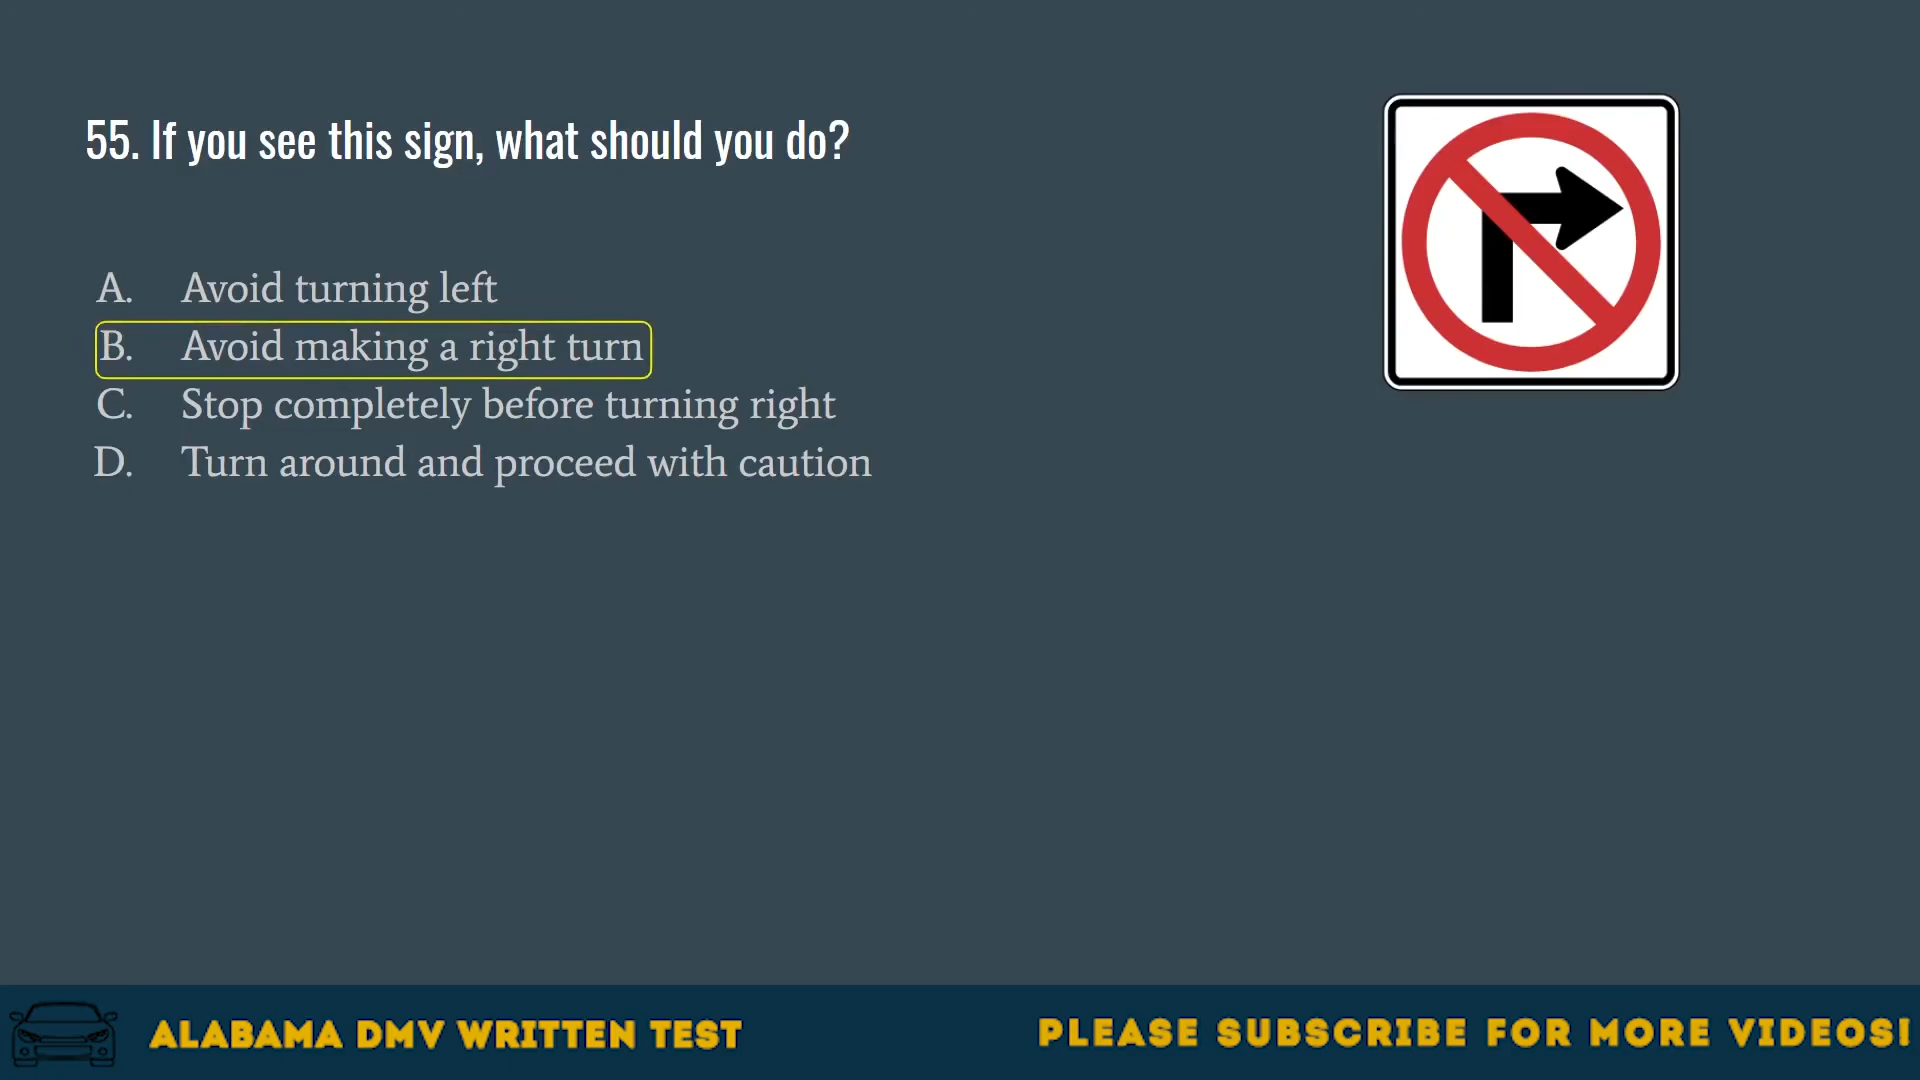 55. If you see this sign, what should you do?
A. Avoid turning left
B. Avoid making a right turn
C. Stop completely before turning right
D. Turn around and proceed with caution
ALABAMA DMV WRITTEN TEST
PLEASE SUBSCRIBE FOR MORE VIDEOS!